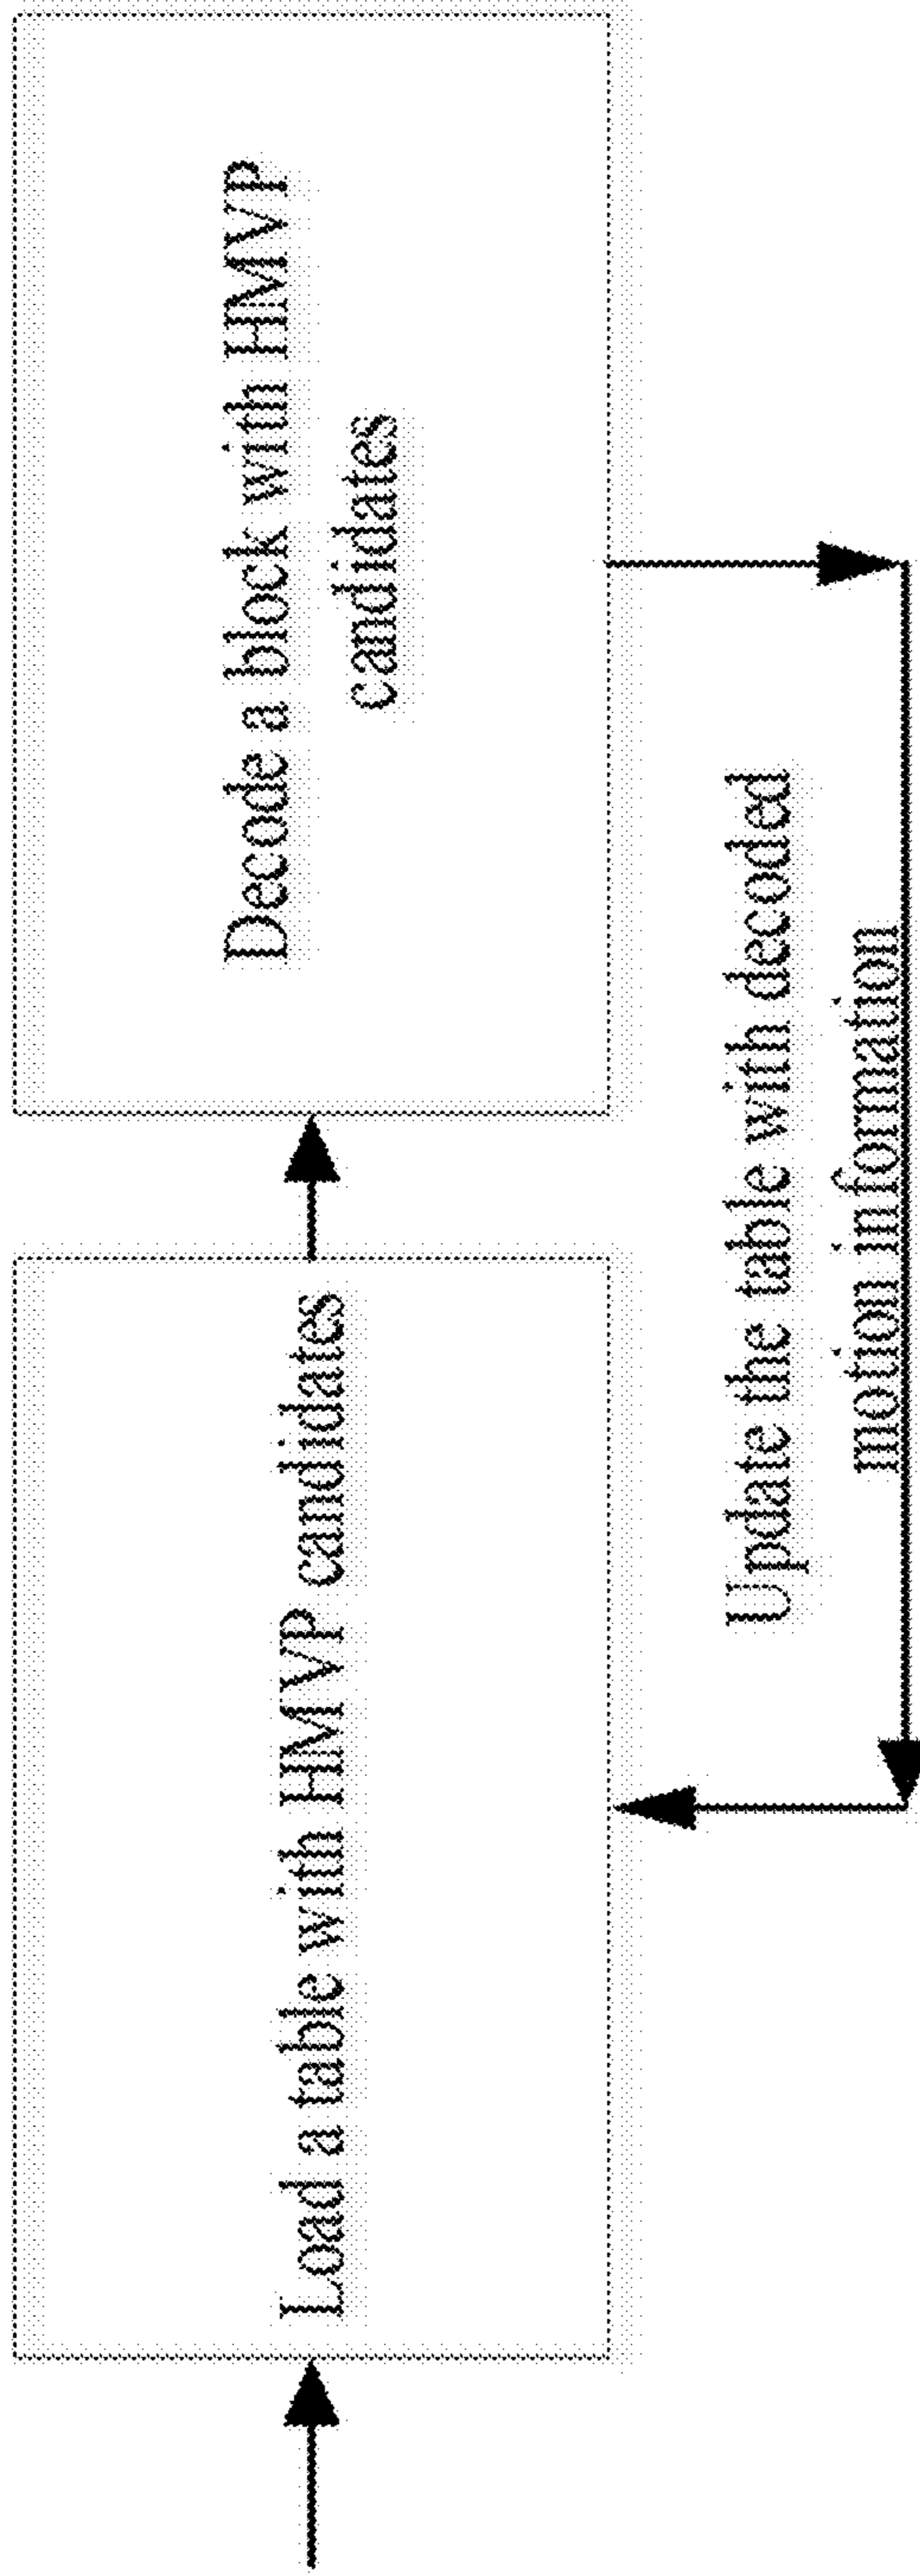 Load a table with HMVP candidates
Decode a block with HMVP
candidates
Update the table with decoded
motion information